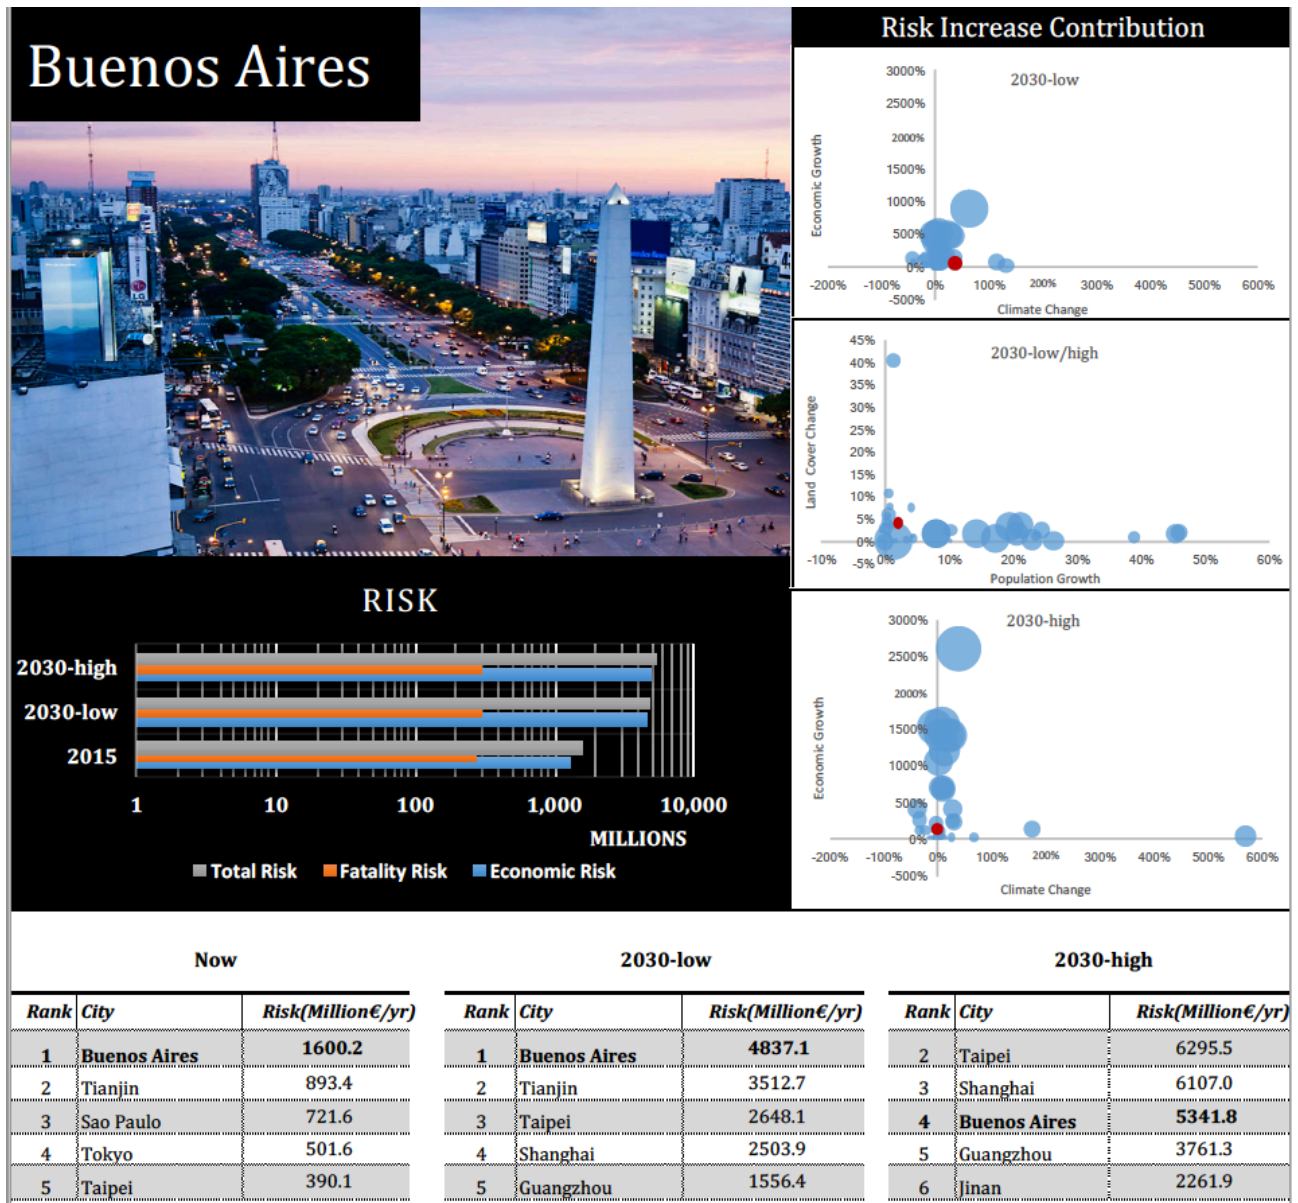 Buenos Aires
LG
RISK
2030-high
2030-low
2015
1 10 100 1,000 10,000
MILLIONS
Total Risk Fatality Risk Economic Risk
Risk Increase Contribution
2030-low
3000%
2500%
2000%
1500%
1000%
500%
0%
-500%
Economic Growth
-200% -100% 0% 100% 200% 300% 400% 500% 600%
Climate Change
2030-low/high
45%
40%
35%
30%
25%
20%
15%
10%
5%
0%
-5%
Land Cover Change
-10% 0% 10% 20% 30% 40% 50% 60%
Population Growth
2030-high
3000%
2500%
2000%
1500%
1000%
500%
0%
-500%
Economic Growth
-200% -100% 0% 100% 200% 300% 400% 500% 600%
Climate Change
Now
Rank City Risk(Million€/yr)
1 Buenos Aires 1600.2
2 Tianjin 893.4
3 Sao Paulo 721.6
4 Tokyo 501.6
5 Taipei 390.1
2030-low
Rank City Risk(Million€/yr)
1 Buenos Aires 4837.1
2 Tianjin 3512.7
3 Taipei 2648.1
4 Shanghai 2503.9
5 Guangzhou 1556.4
2030-high
Rank City Risk(Million€/yr)
2 Taipei 6295.5
3 Shanghai 6107.0
4 Buenos Aires 5341.8
5 Guangzhou 3761.3
6 Jinan 2261.9